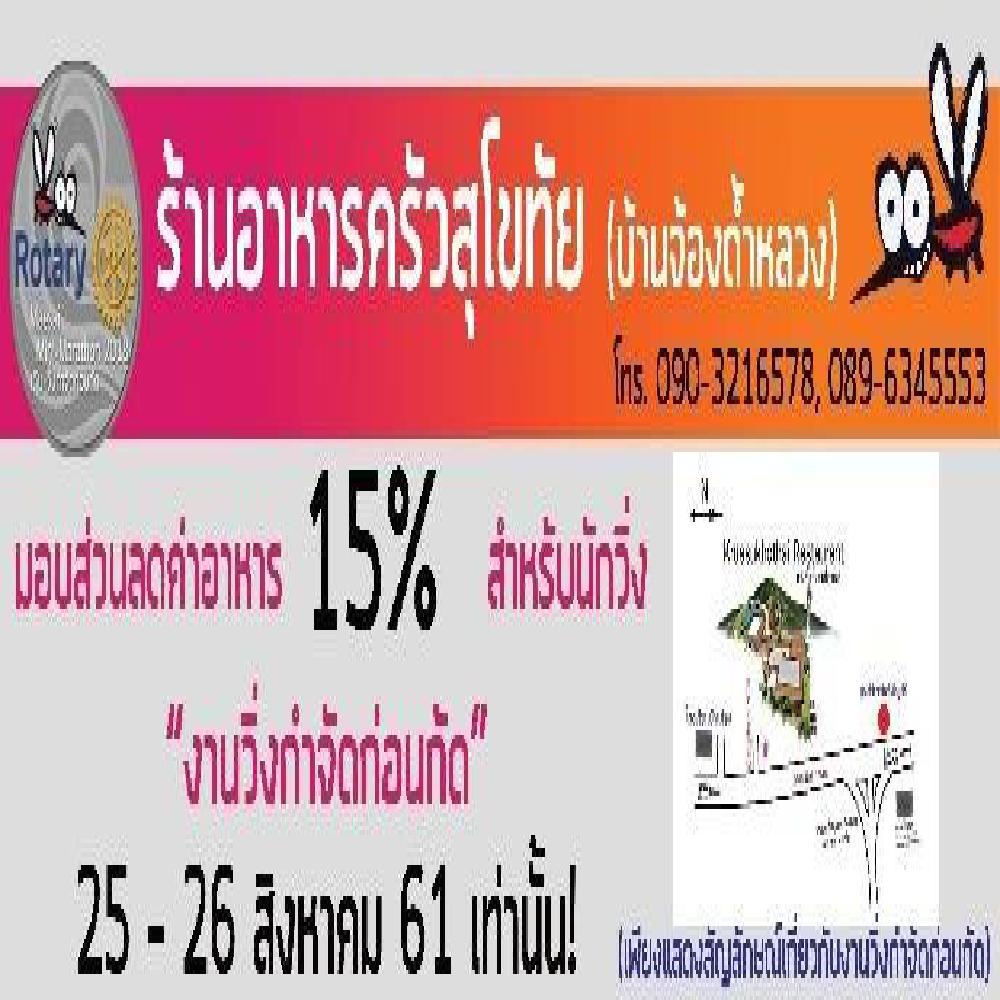 ร้านอาหารครัวสุโขทัย (บ้านจ้องต้ำหลวง)
Rotary
โทร. 090-3216578, 089-6345553
มอบส่วนลดค่าอาหาร 15% สำหรับนักวิ่ง
"งานวิ่งกำจัดก่อนกัด"
25 - 26 สิงหาคม 61 เท่านั้น!
N
Kruasukhothai Restaurant
(เพียงแสดงสัญลักษณ์เกี่ยวกับงานวิ่งกำจัดก่อนกัด)